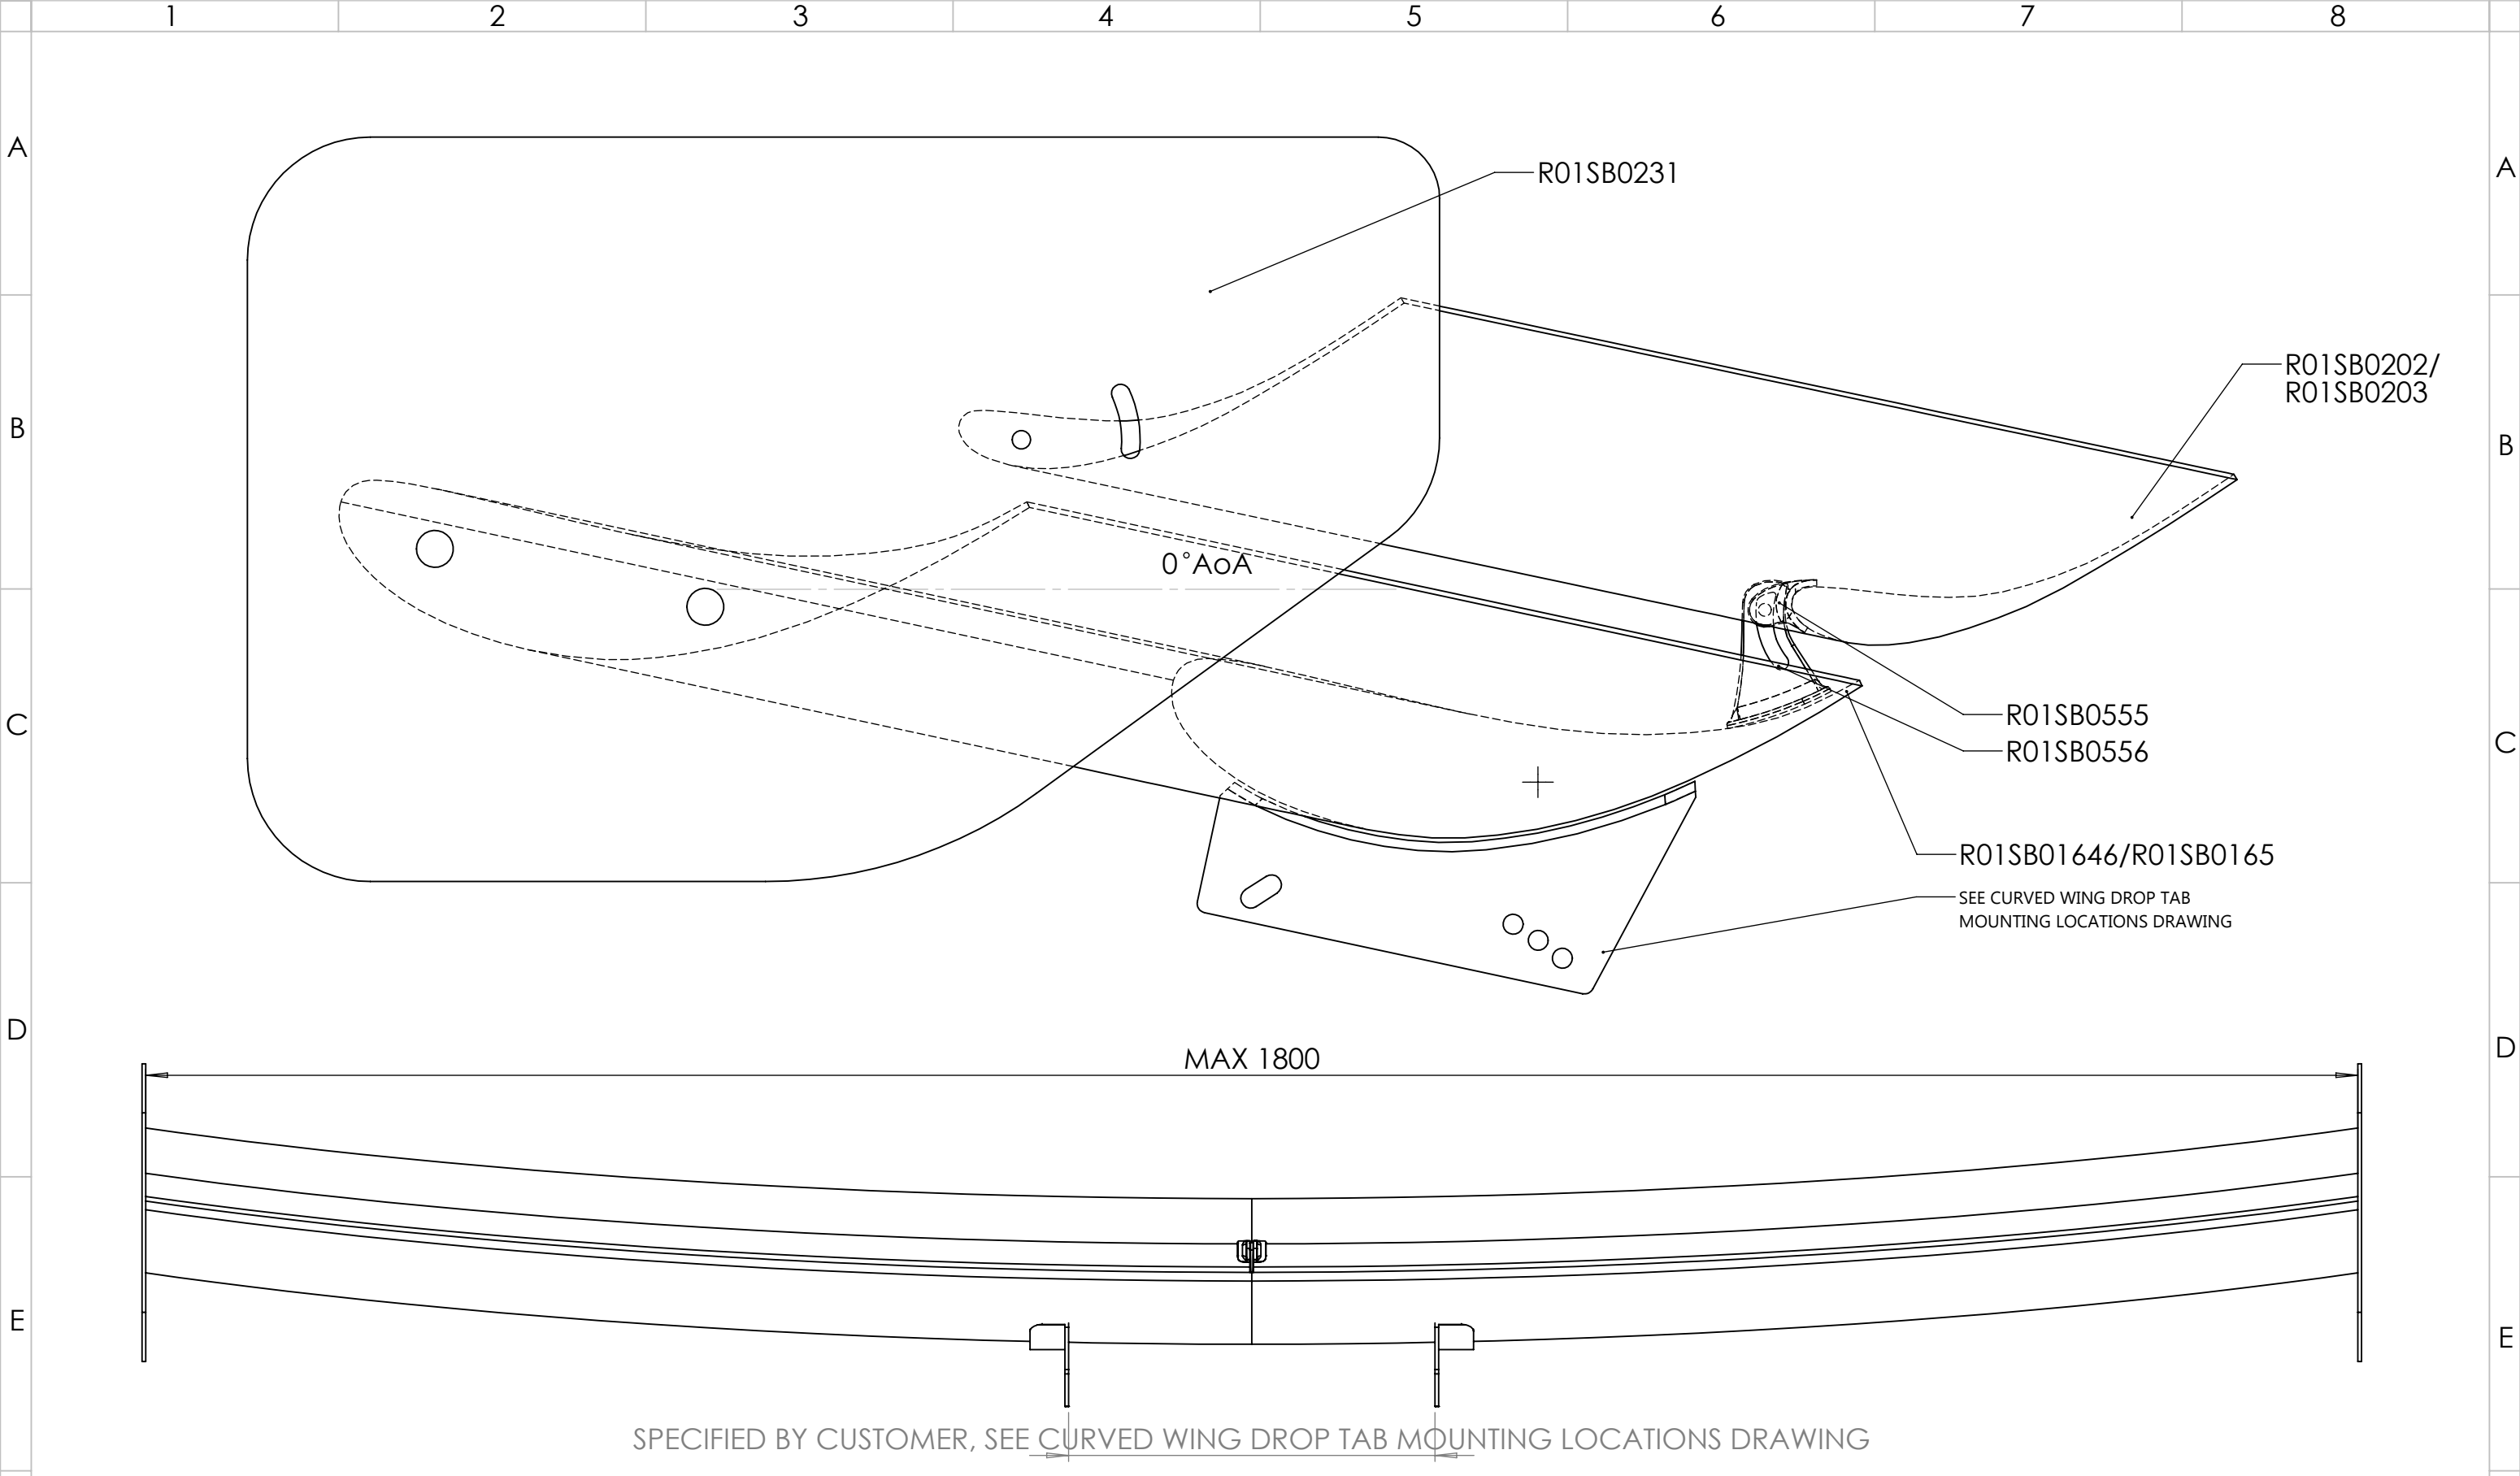 1 2 3 4 5 6 7 8
A
A
R01SB0231
R01SB0202/
R01SB0203
B
B
0°AoA
R01SB0555
C
C
R01SB0556
R01SB01646/R01SB0165
SEE CURVED WING DROP TAB
MOUNTING LOCATIONS DRAWING
D
D
MAX 1800
E
E
SPECIFIED BY CUSTOMER, SEE CURVED WING DROP TAB MOUNTING LOCATIONS DRAWING